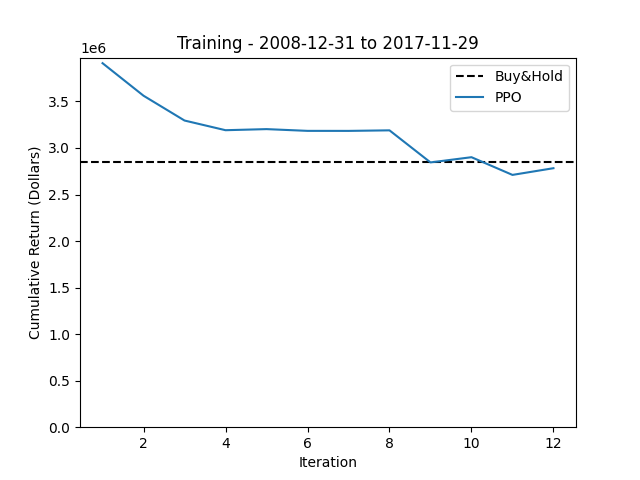 Training - 2008-12-31 to 2017-11-29
1e6
Buy&Hold
PPO
3.5
3.0
2.5
2.0
1.5
1.0
0.5
0.0
Cumulative Return (Dollars)
2 4 6 8 10 12
Iteration